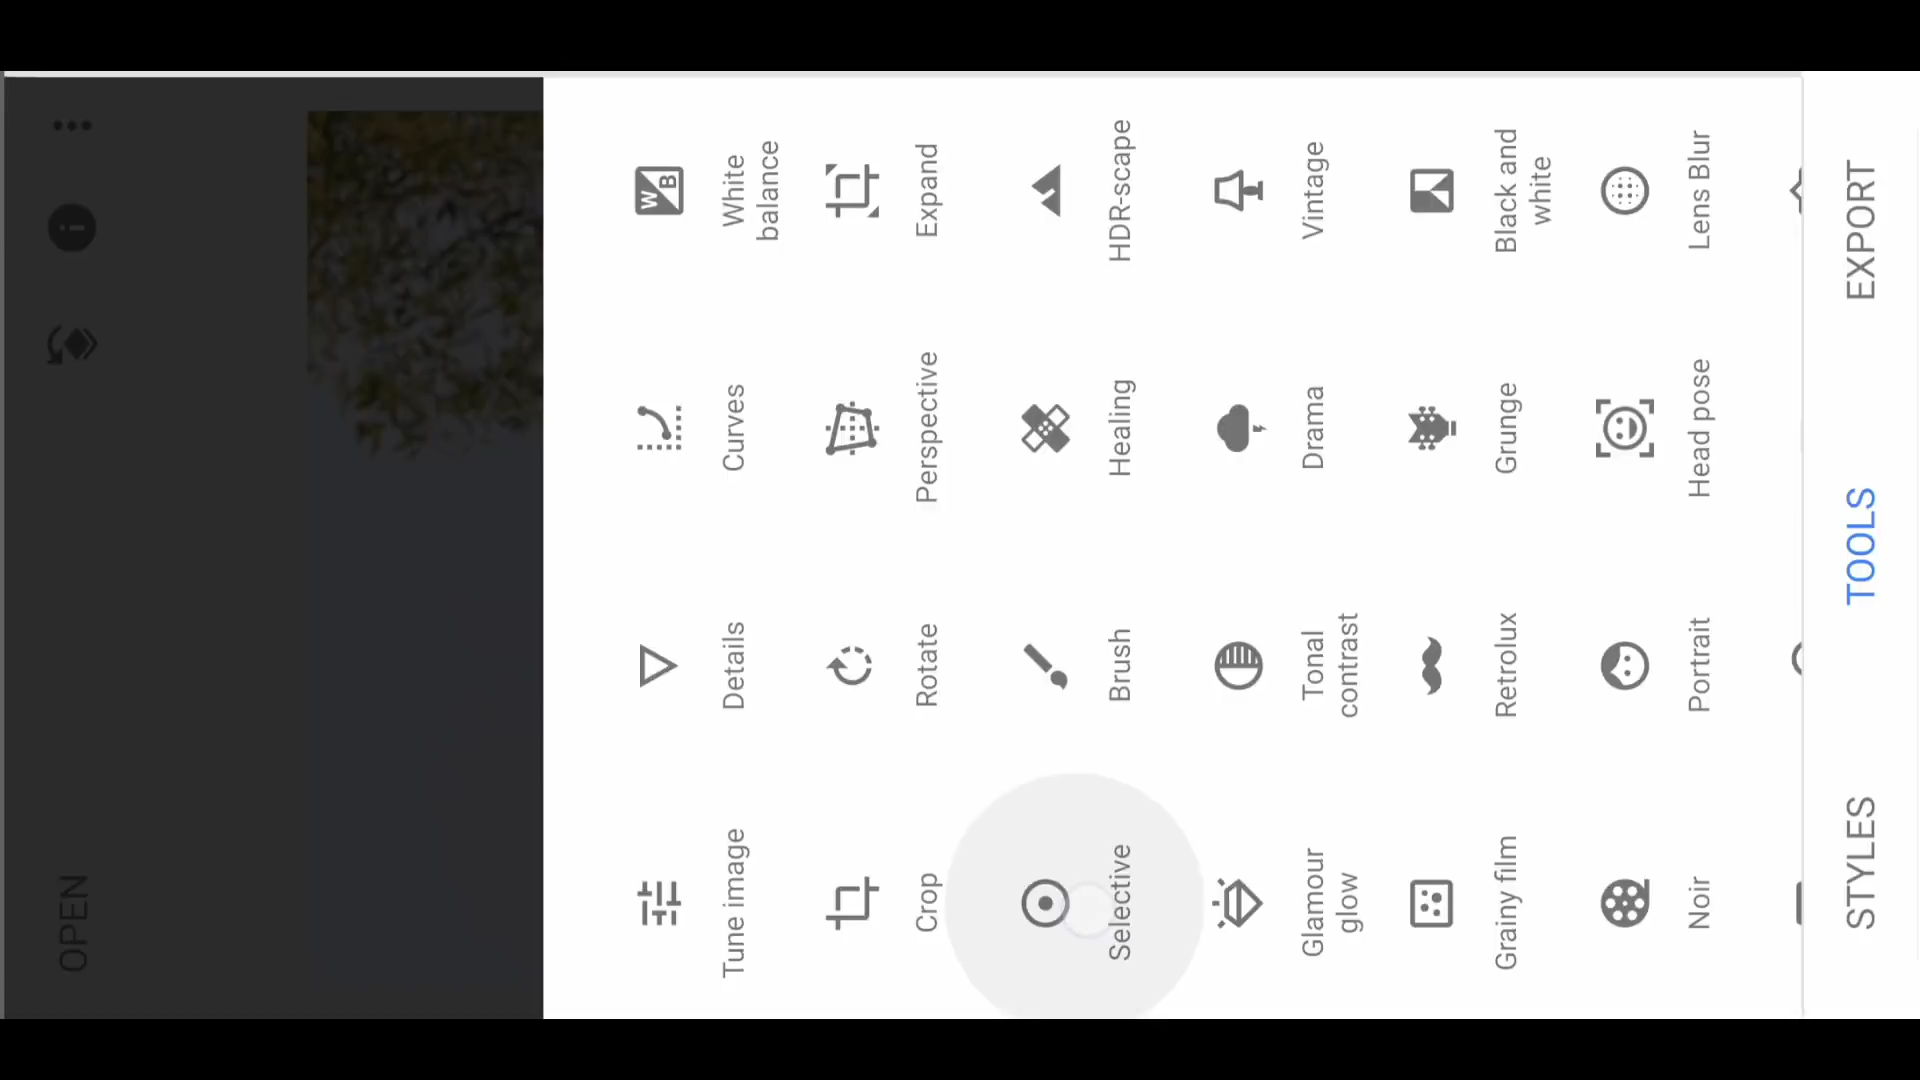 OPEN
Tune image
Details
Curves
White
balance
Crop
Rotate
Perspective
Expand
Selective
Brush
Healing
HDR-scape
Glamour
glow
Tonal
contrast
Drama
Vintage
Grainy film
Retrolux
Grunge
Black and
white
Noir
Portrait
Head pose
Lens Blur
STYLES
TOOLS
EXPORT